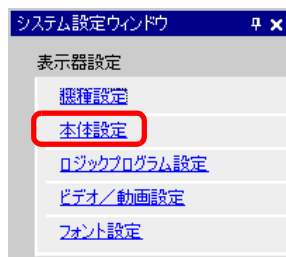 システム設定ウィンドウ
表示器設定
機種設定
本体設定
ロジックプログラム設定
ビデオ／動画設定
フォント設定